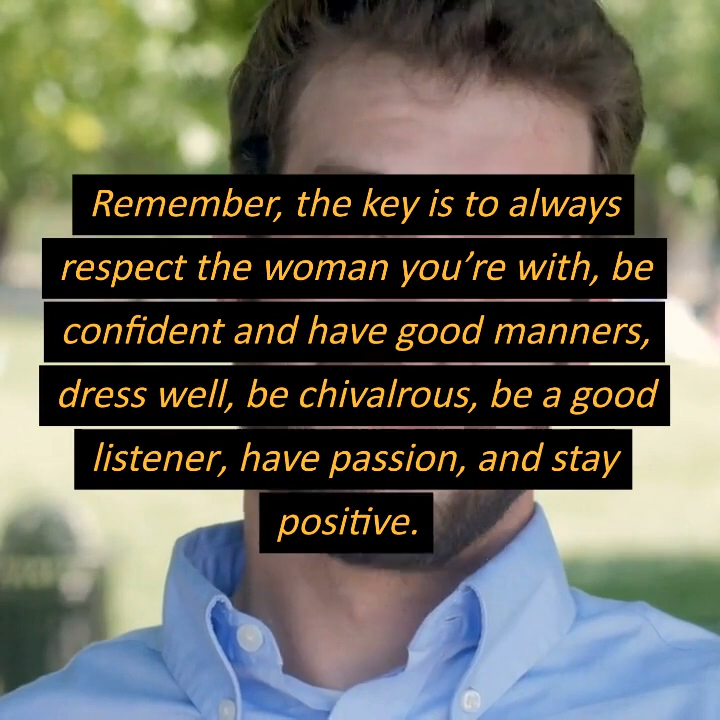 Remember, the key is to always
respect the woman you’re with, be
confident and have good manners,
dress well, be chivalrous, be a good
listener, have passion, and stay
positive.